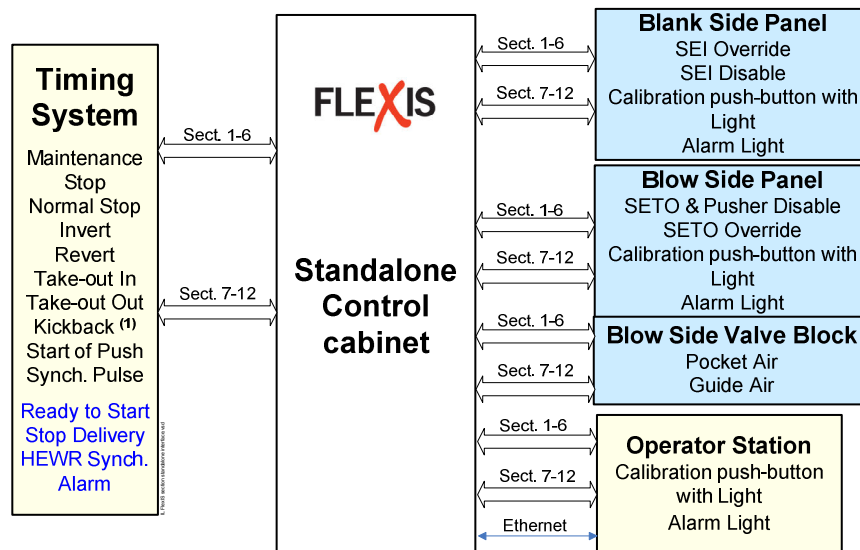 Timing
System
Maintenance
Stop
Normal Stop
Invert
Revert
Take-out In
Take-out Out
Kickback (1)
Start of Push
Synch. Pulse
Ready to Start
Stop Delivery
HEWR Synch.
Alarm
Sect. 1-6
Sect. 7-12
FLEXIS
Standalone
Control
cabinet
Sect. 1-6
Sect. 7-12
Sect. 1-6
Sect. 7-12
Sect. 1-6
Sect. 7-12
Sect. 1-6
Sect. 7-12
Ethernet
Blank Side Panel
SEI Override
SEI Disable
Calibration push-button with
Light
Alarm Light
Blow Side Panel
SETO & Pusher Disable
SETO Override
Calibration push-button with
Light
Alarm Light
Blow Side Valve Block
Pocket Air
Guide Air
Operator Station
Calibration push-button
with Light
Alarm Light